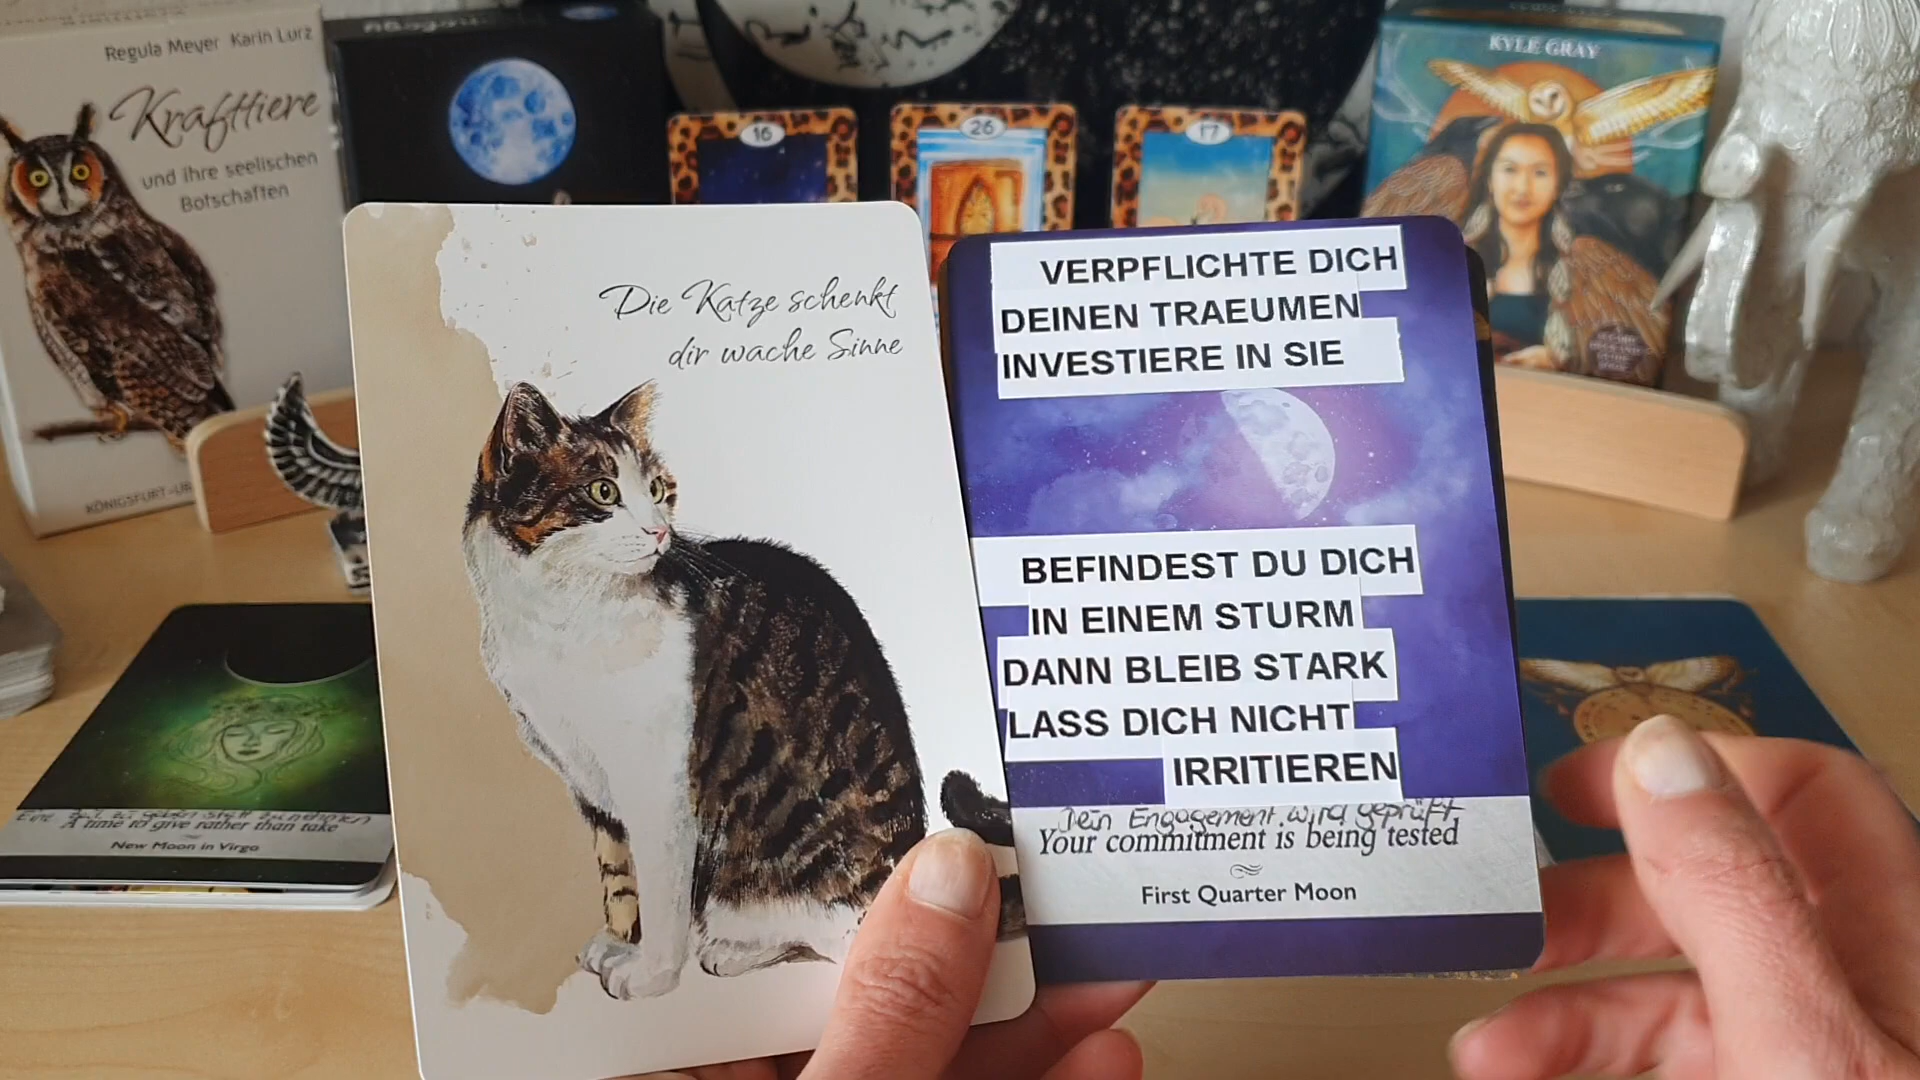 Regula Meyer Karin Lurz
Krafttiere
und ihre seelischen
Botschaften
KÖNIGSFURT-UR
16
26
17
KYLE GRAY
Die Katze schenkt
dir wache Sinne
VERPFLICHTE DICH
DEINEN TRAEUMEN
INVESTIERE IN SIE
BEFINDEST DU DICH
IN EINEM STURM
DANN BLEIB STARK
LASS DICH NICHT
IRRITIEREN
Dein Engagement wird geprüft
Your commitment is being tested
First Quarter Moon
A time to give rather than take
New Moon in Virgo